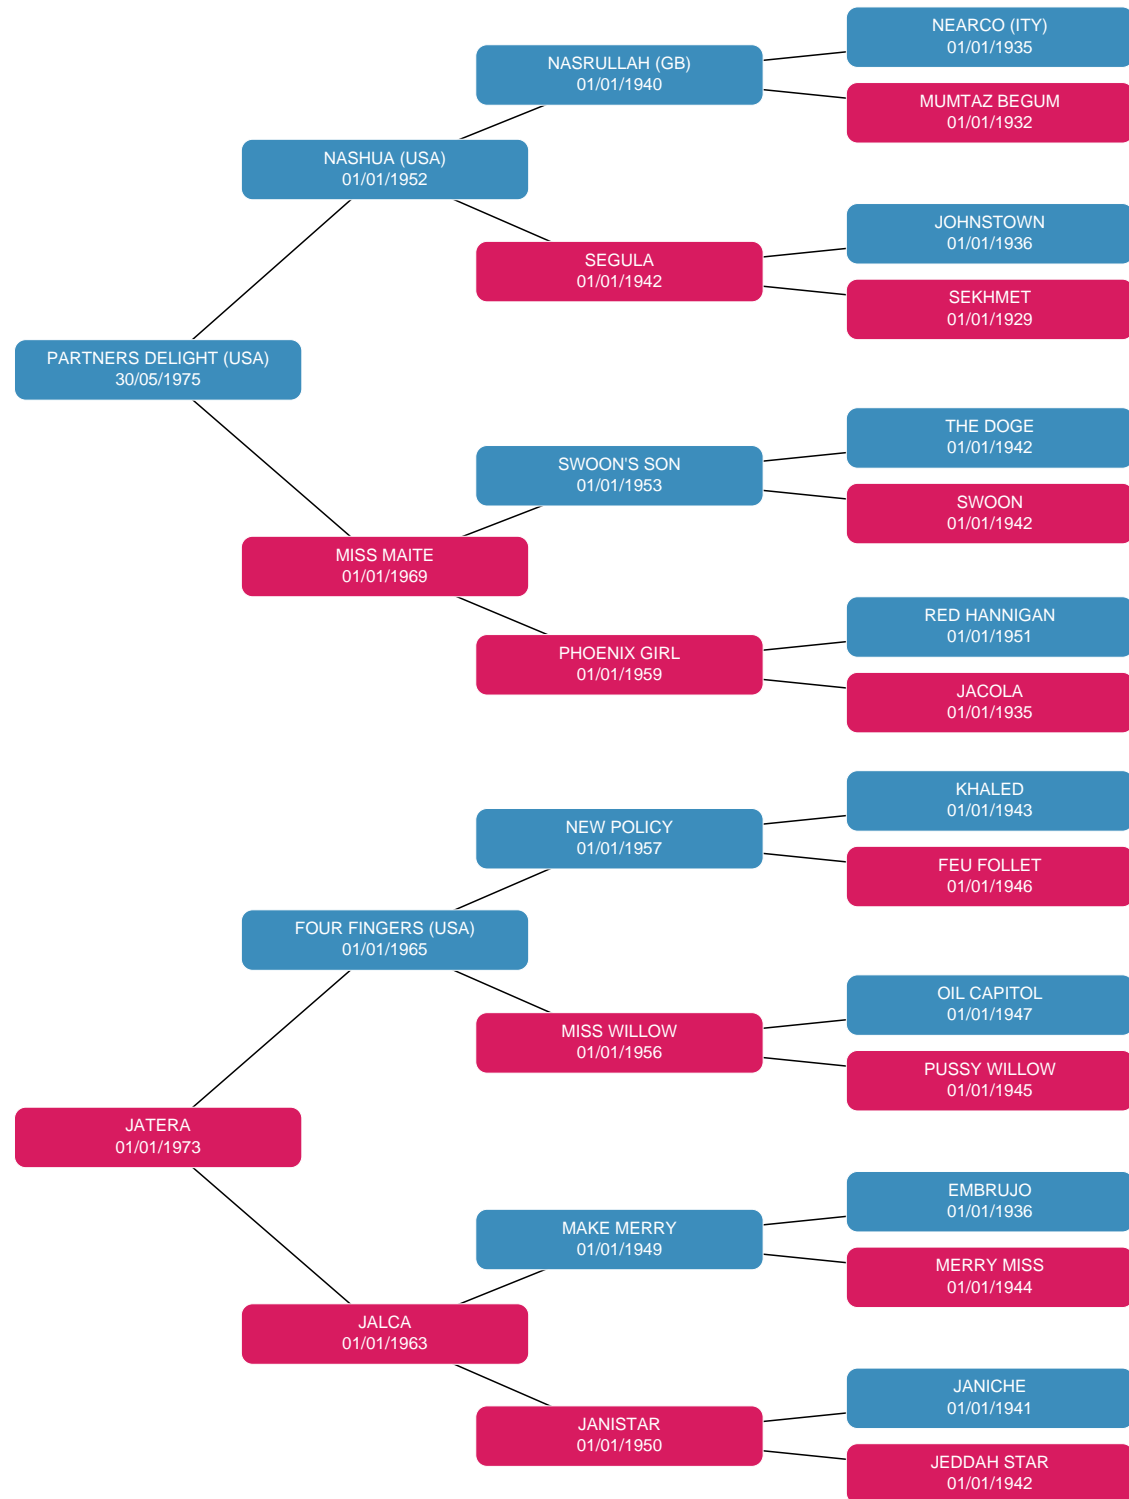 NEARCO (ITY)
01/01/1935
NASRULLAH (GB)
01/01/1940
MUMTAZ BEGUM
01/01/1932
NASHUA (USA)
01/01/1952
JOHNSTOWN
01/01/1936
SEGULA
01/01/1942
SEKHMET
01/01/1929
PARTNERS DELIGHT (USA)
30/05/1975
THE DOGE
01/01/1942
SWOON'S SON
01/01/1953
SWOON
01/01/1942
MISS MAITE
01/01/1969
RED HANNIGAN
01/01/1951
PHOENIX GIRL
01/01/1959
JACOLA
01/01/1935
KHALED
01/01/1943
NEW POLICY
01/01/1957
FEU FOLLET
01/01/1946
FOUR FINGERS (USA)
01/01/1965
OIL CAPITOL
01/01/1947
MISS WILLOW
01/01/1956
PUSSY WILLOW
01/01/1945
JATERA
01/01/1973
EMBRUJO
01/01/1936
MAKE MERRY
01/01/1949
MERRY MISS
01/01/1944
JALCA
01/01/1963
JANICHE
01/01/1941
JANISTAR
01/01/1950
JEDDAH STAR
01/01/1942